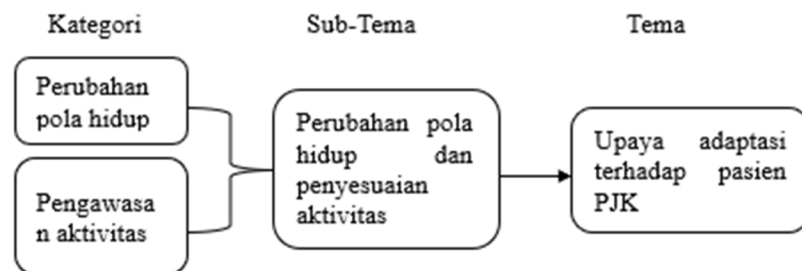 Kategori
Sub-Tema
Tema
Perubahan
pola hidup
Pengawasa
n aktivitas
Perubahan pola
hidup dan
penyesuaian
aktivitas
Upaya adaptasi
terhadap pasien
PJK